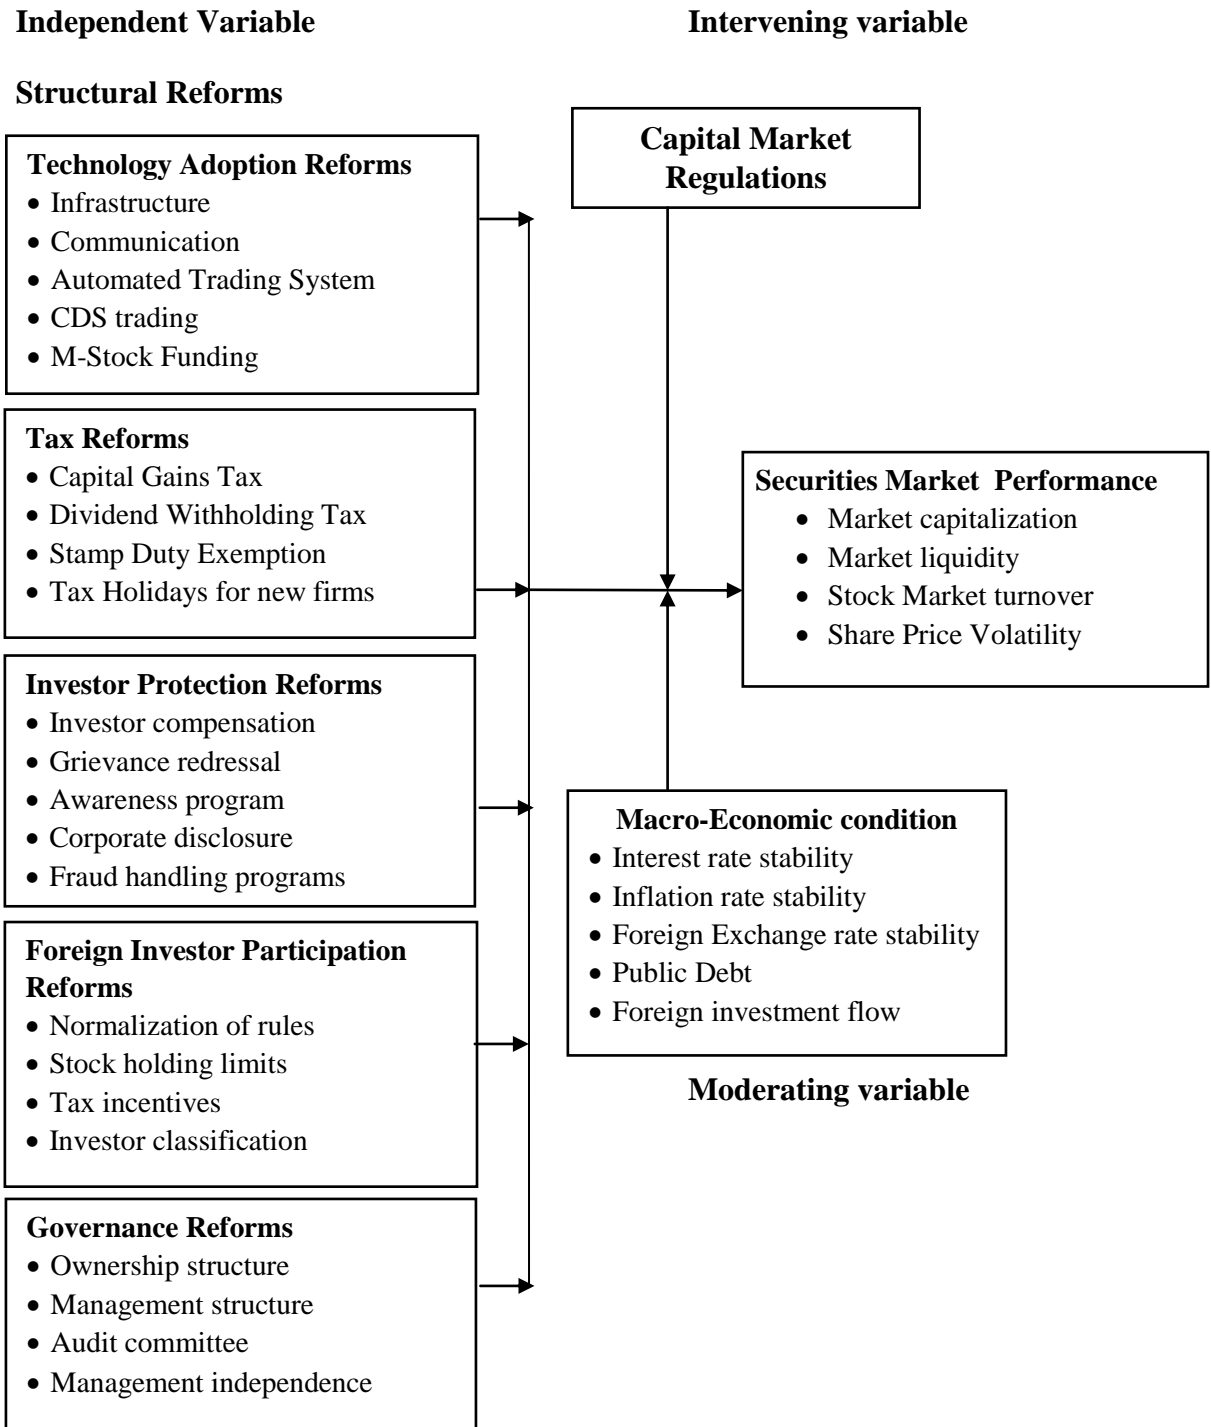 Independent Variable
Intervening variable
Structural Reforms
Technology Adoption Reforms
• Infrastructure
• Communication
• Automated Trading System
• CDS trading
• M-Stock Funding
Tax Reforms
• Capital Gains Tax
• Dividend Withholding Tax
• Stamp Duty Exemption
• Tax Holidays for new firms
Investor Protection Reforms
• Investor compensation
• Grievance redressal
• Awareness program
• Corporate disclosure
• Fraud handling programs
Foreign Investor Participation
Reforms
• Normalization of rules
• Stock holding limits
• Tax incentives
• Investor classification
Governance Reforms
• Ownership structure
• Management structure
• Audit committee
• Management independence
Capital Market
Regulations
Securities Market Performance
• Market capitalization
• Market liquidity
• Stock Market turnover
• Share Price Volatility
Macro-Economic condition
• Interest rate stability
• Inflation rate stability
• Foreign Exchange rate stability
• Public Debt
• Foreign investment flow
Moderating variable